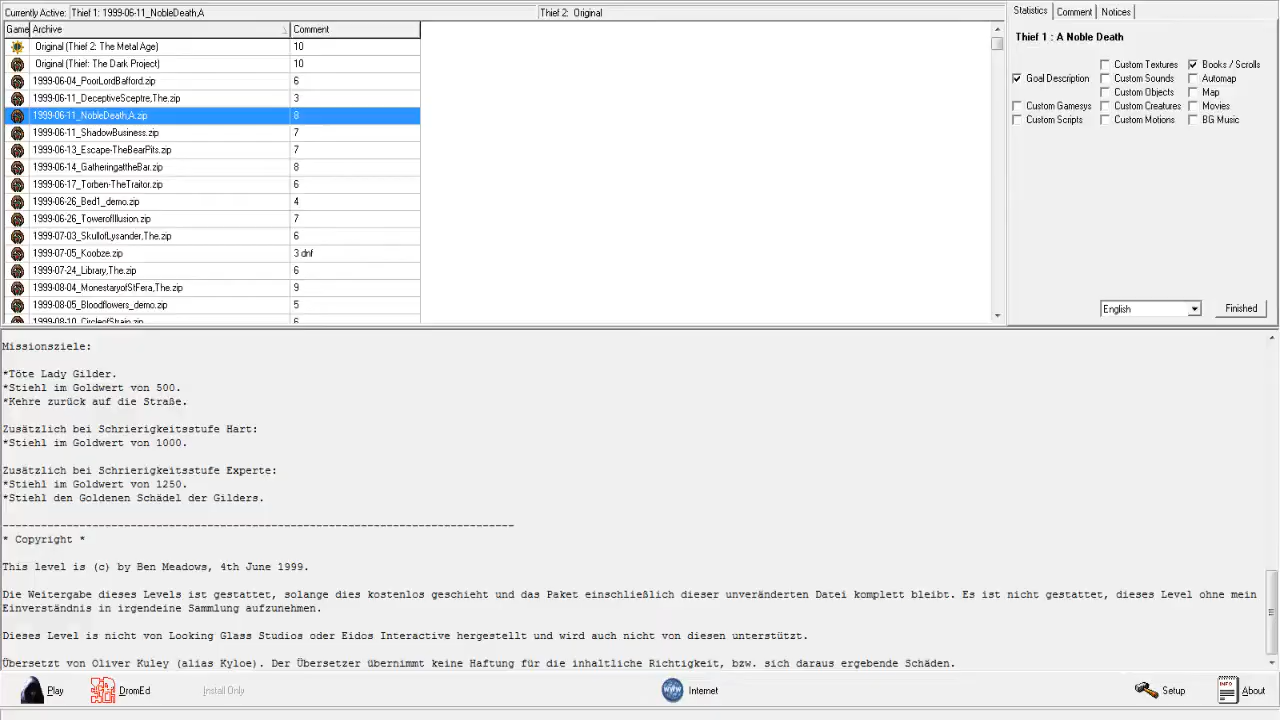 Currently Active: Thief 1: 1999-06-11_NobleDeath,A
Thief 2: Original
Game Archive Comment
Original (Thief 2: The Metal Age) 10
Original (Thief: The Dark Project) 10
1999-06-04_PoorLordBafford.zip 6
1999-06-11_DeceptiveSceptre,The.zip 3
1999-06-11_NobleDeath,A.zip 8
1999-06-11_ShadowBusiness.zip 7
1999-06-13_Escape-TheBearPits.zip 7
1999-06-14_GatheringattheBar.zip 8
1999-06-17_Torben-TheTraitor.zip 6
1999-06-26_Bed1_demo.zip 4
1999-06-26_TowerofIllusion.zip 7
1999-07-03_SkullofLysander,The.zip 6
1999-07-05_Koobze.zip 3 dnf
1999-07-24_Library,The.zip 6
1999-08-04_MonestaryofStFera,The.zip 9
1999-08-05_Bloodflowers_demo.zip 5
1999-08-10_CircleofStrain.zip 6
Statistics Comment Notices
Thief 1 : A Noble Death
Custom Textures Books / Scrolls
Goal Description Custom Sounds Automap
Custom Objects Map
Custom Gamesys Custom Creatures Movies
Custom Scripts Custom Motions BG Music
English Finished
Missionsziele:
*Töte Lady Gilder.
*Stiehl im Goldwert von 500.
*Kehre zurück auf die Straße.
Zusätzlich bei Schrierigkeitsstufe Hart:
*Stiehl im Goldwert von 1000.
Zusätzlich bei Schrierigkeitsstufe Experte:
*Stiehl im Goldwert von 1250.
*Stiehl den Goldenen Schädel der Gilders.
--------------------------------------------------------------------------------
* Copyright *
This level is (c) by Ben Meadows, 4th June 1999.
Die Weitergabe dieses Levels ist gestattet, solange dies kostenlos geschieht und das Paket einschließlich dieser unveränderten Datei komplett bleibt. Es ist nicht gestattet, dieses Level ohne mein
Einverständnis in irgendeine Sammlung aufzunehmen.
Dieses Level is nicht von Looking Glass Studios oder Eidos Interactive hergestellt und wird auch nicht von diesen unterstützt.
Übersetzt von Oliver Kuley (alias Kyloe). Der Übersetzer übernimmt keine Haftung für die inhaltliche Richtigkeit, bzw. sich daraus ergebende Schäden.
Play DromEd Install Only Internet Setup About